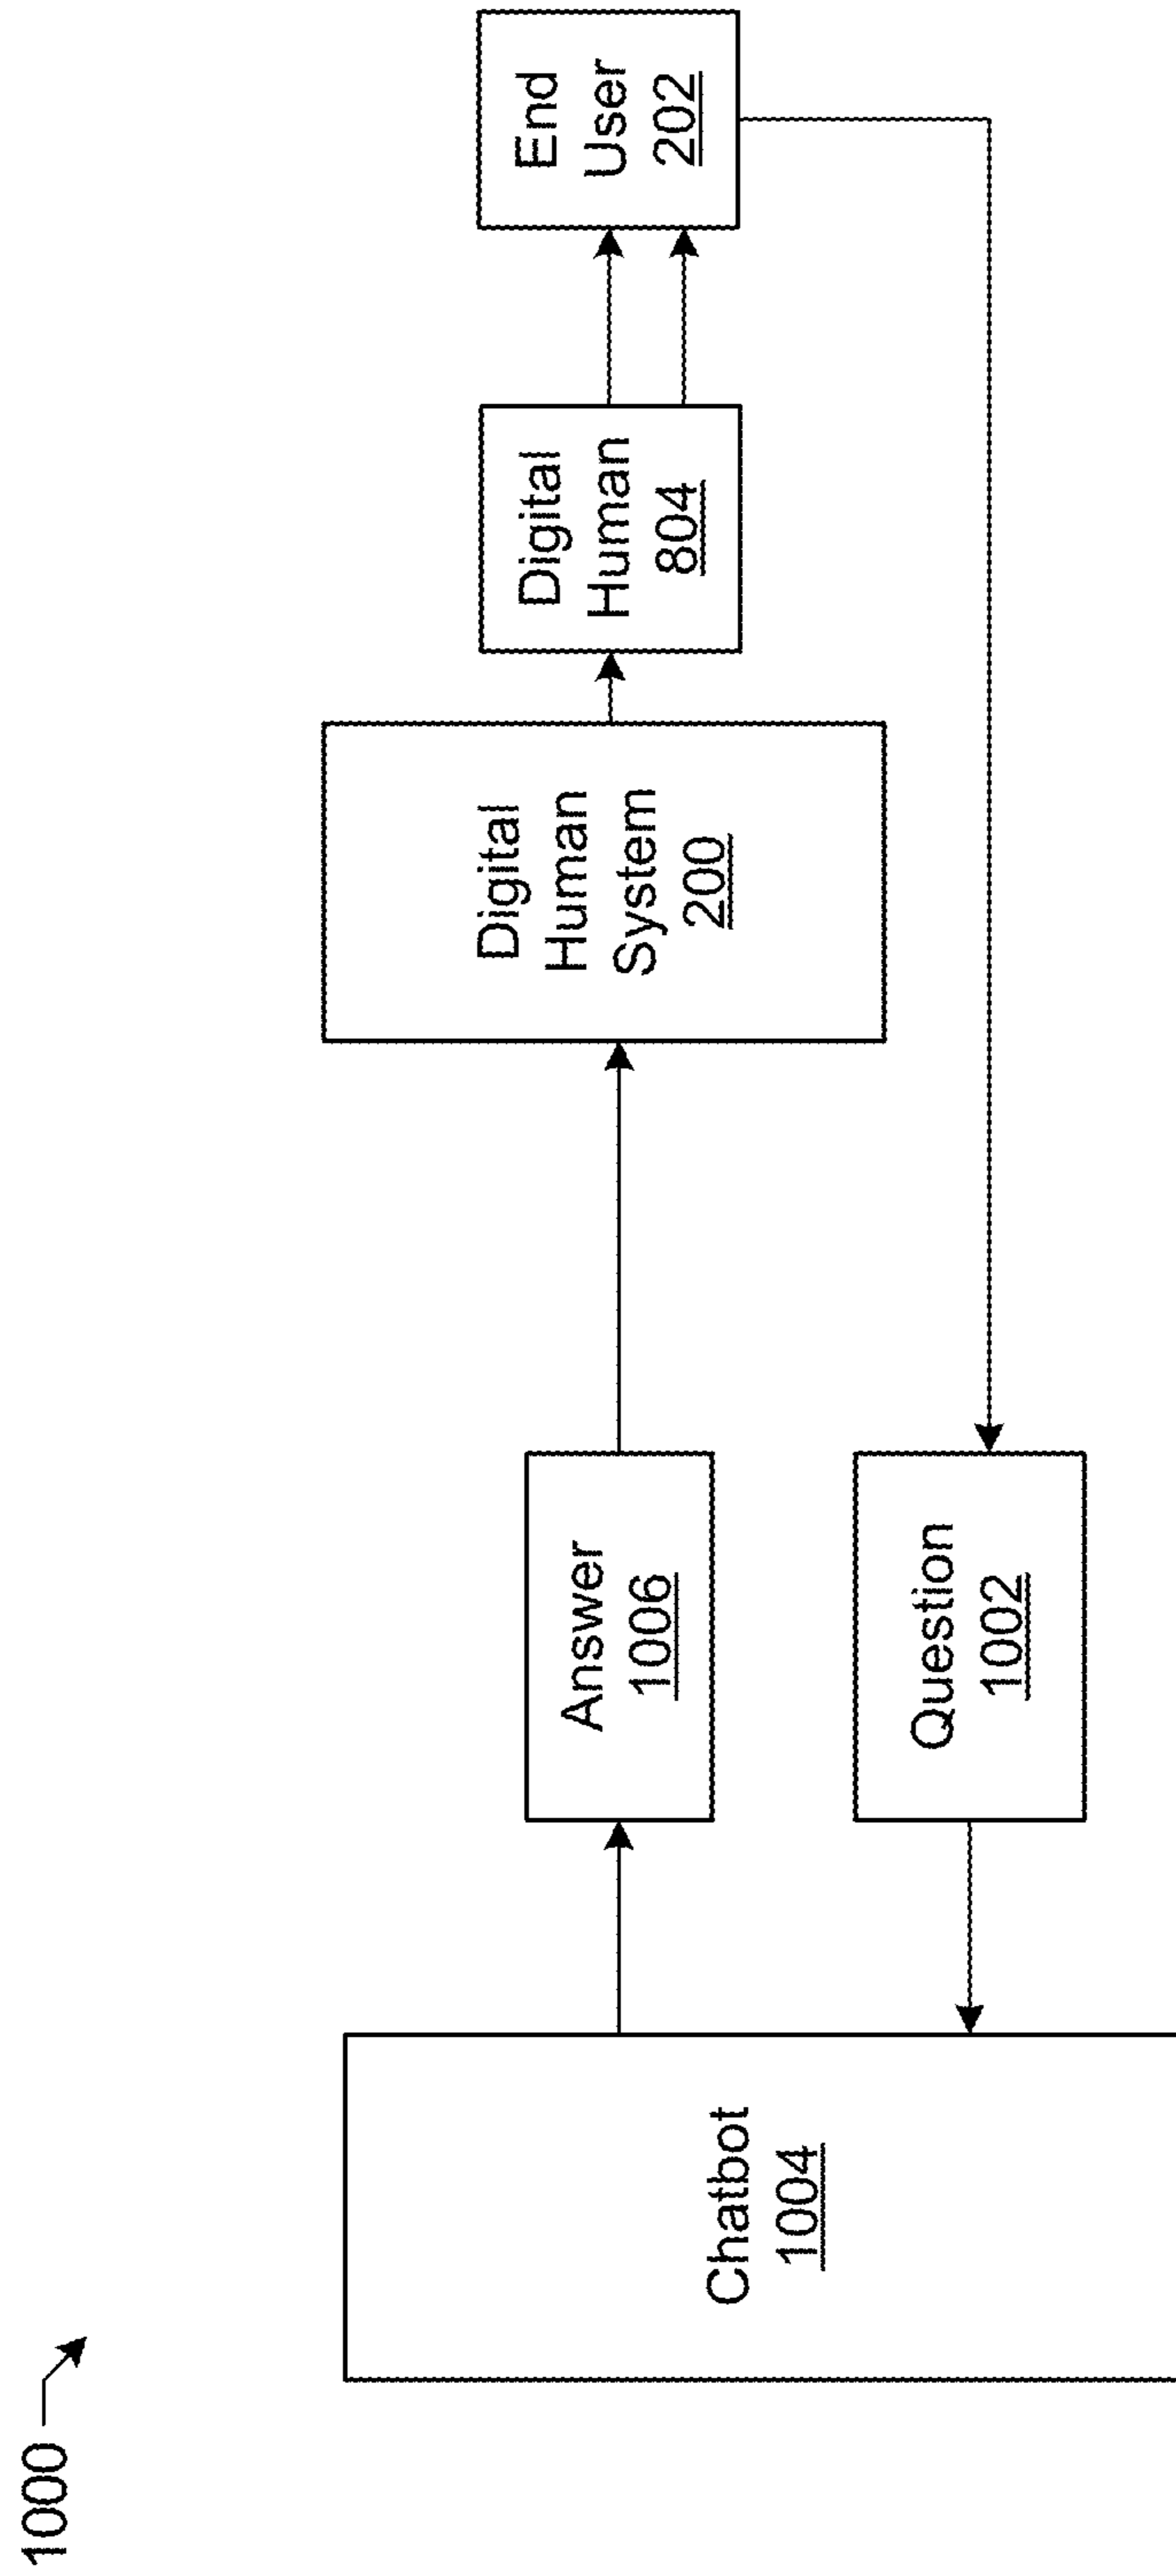 1000
Chatbot
1004
Answer
1006
Question
1002
Digital
Human
System
200
Digital
Human
804
End
User
202